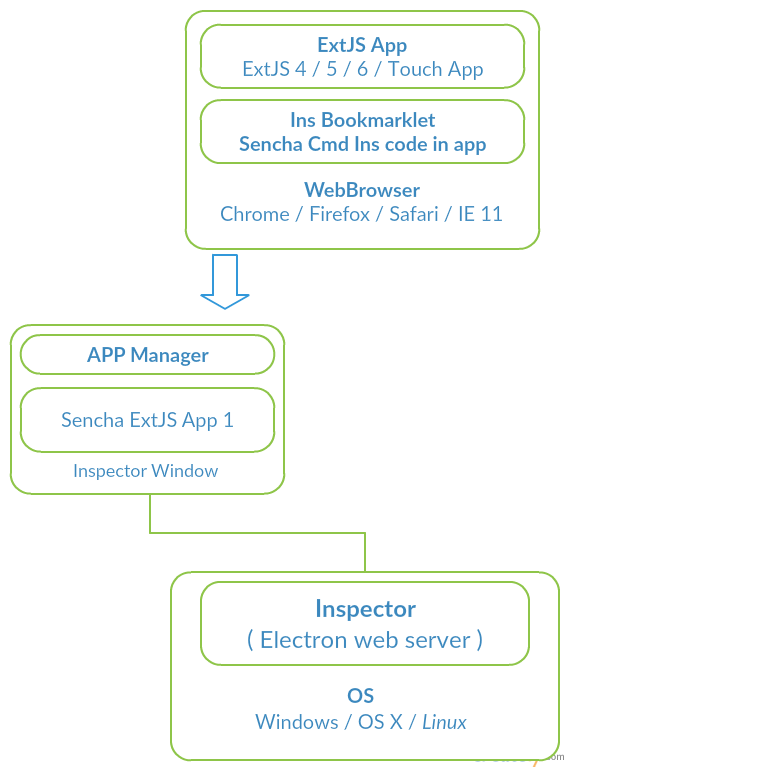 ExtJS App
ExtJS 4 / 5 / 6 / Touch App
Ins Bookmarklet
Sencha Cmd Ins code in app
WebBrowser
Chrome / Firefox / Safari / IE 11
APP Manager
Sencha ExtJS App 1
Inspector Window
Inspector
( Electron web server )
OS
Windows / OS X / Linux